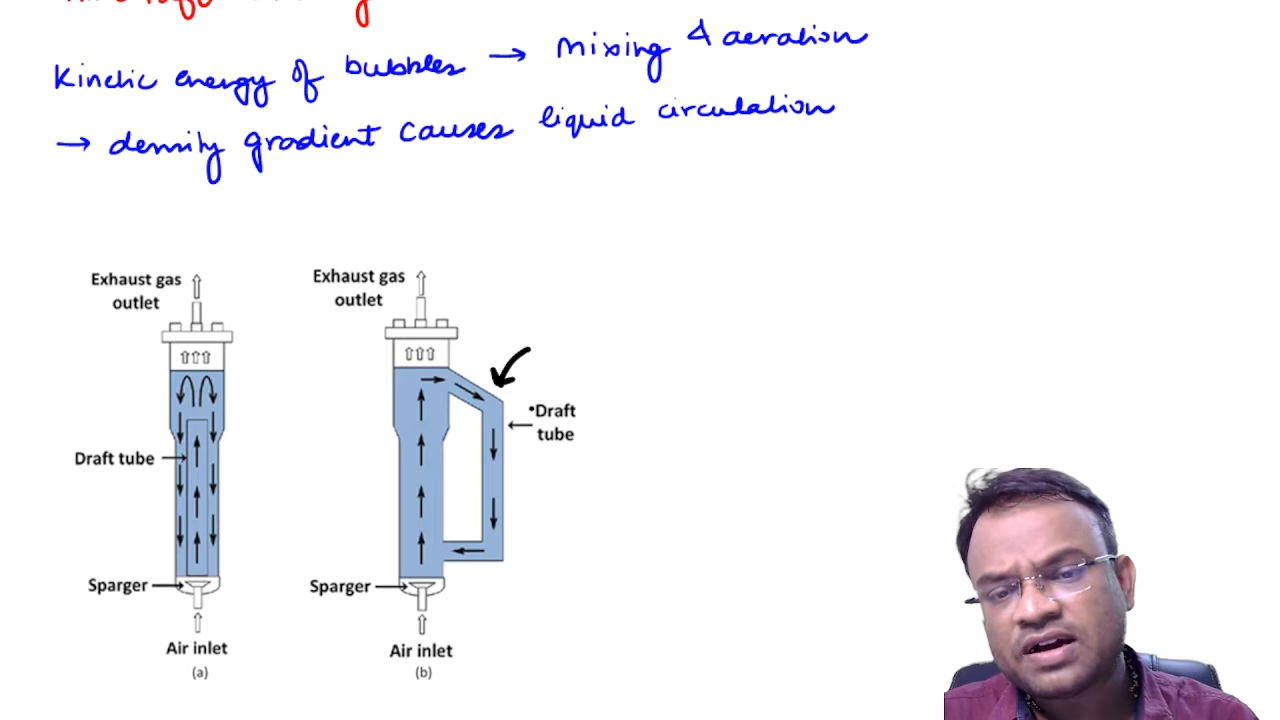 Kinetic energy of bubbles → Mixing & aeration
→ density gradient causes liquid circulation
Exhaust gas
outlet
Exhaust gas
outlet
•Draft
tube
Draft tube
Sparger
Sparger
Air inlet
Air inlet
(a)
(b)